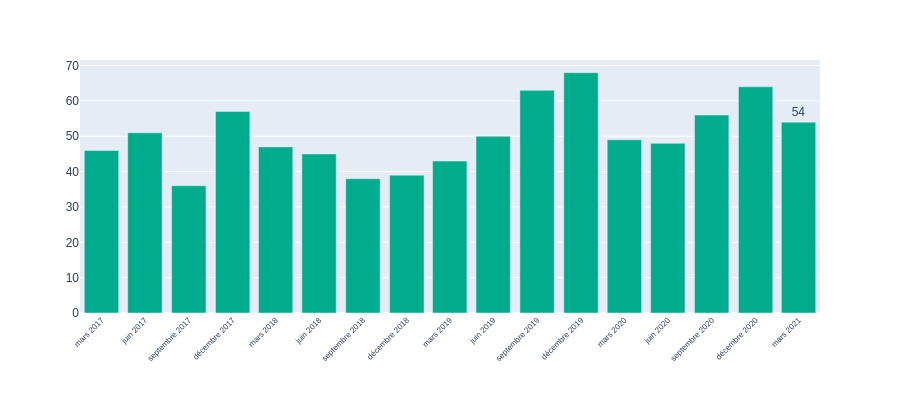 70
60
50
40
30
20
10
0
54
mars 2017
juin 2017
septembre 2017
décembre 2017
mars 2018
juin 2018
septembre 2018
décembre 2018
mars 2019
juin 2019
septembre 2019
décembre 2019
mars 2020
juin 2020
septembre 2020
décembre 2020
mars 2021